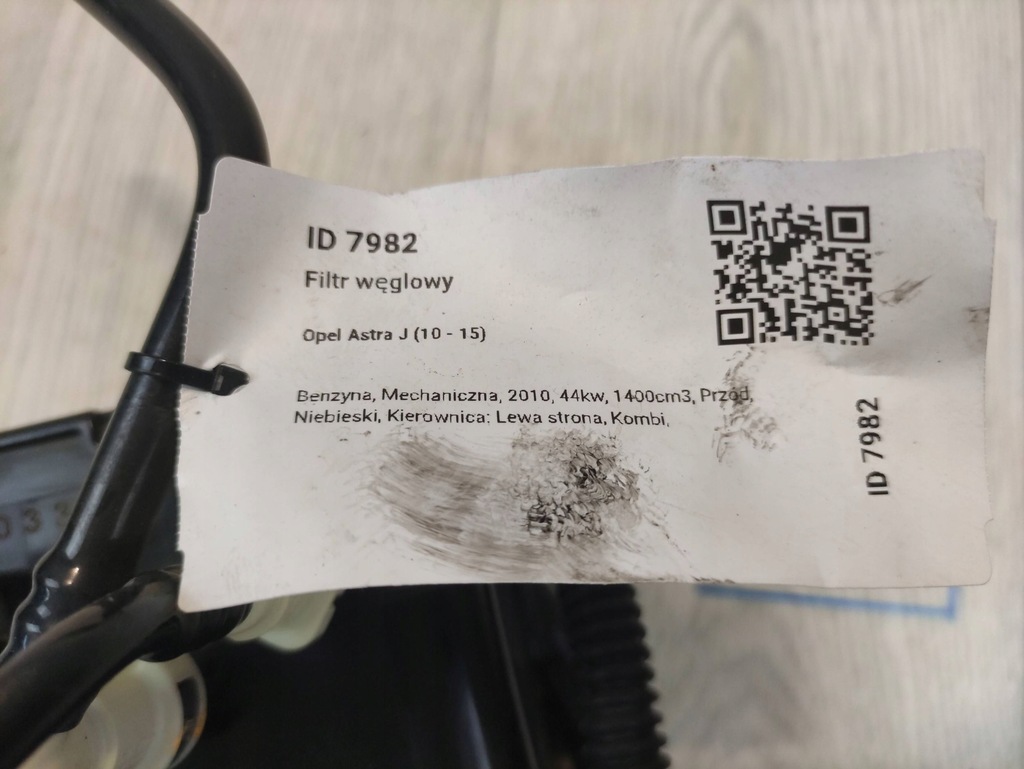 ID 7982
Filtr węglowy
Opel Astra J (10 - 15)
Benzyna, Mechaniczna, 2010, 44kw, 1400cm3, Przód,
Niebieski, Kierownica: Lewa strona, Kombi,
ID 7982
033